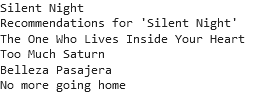 Silent Night
Recommendations for 'Silent Night'
The One Who Lives Inside Your Heart
Too Much Saturn
Belleza Pasajera
No more going home